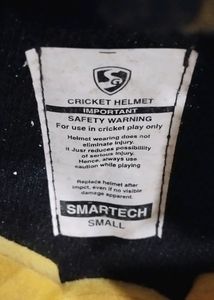 SG
CRICKET HELMET
IMPORTANT
SAFETY WARNING
For use in cricket play only
Helmet wearing does not
eliminate injury.
it Just reduces possibility
of serious injury.
Hence, always use
caution while playing
Replace helmet after
impct, even if no visible
damage apparent.
SMARTECH
SMALL